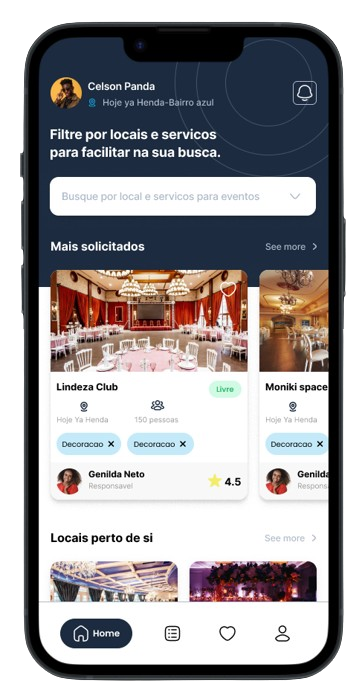 Celson Panda
Hoje ya Henda-Bairro azul
Filtre por locais e servicos
para facilitar na sua busca.
Busque por local e servicos para eventos
Mais solicitados
See more
Lindeza Club
Livre
Hoje Ya Henda
150 pessoas
Decoracao ✕
Decoracao ✕
Genilda Neto
Responsavel
4.5
Moniki space
Hoje Ya Henda
Decoracao ✕
Genilda
Respons
Locais perto de si
See more
Home